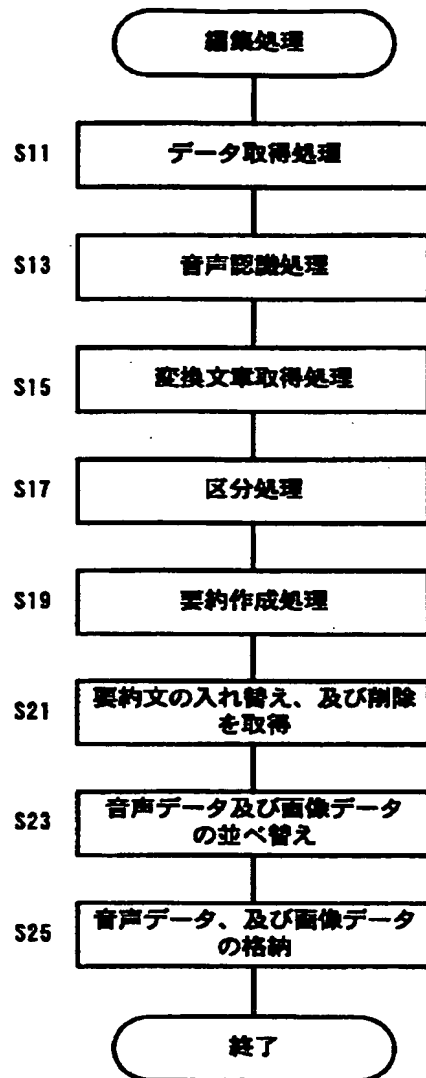 編集処理
S11
データ取得処理
S13
音声認識処理
S15
変換文章取得処理
S17
区分処理
S19
要約作成処理
S21
要約文の入れ替え、及び削除
を取得
S23
音声データ及び画像データ
の並べ替え
S25
音声データ、及び画像データ
の格納
終了